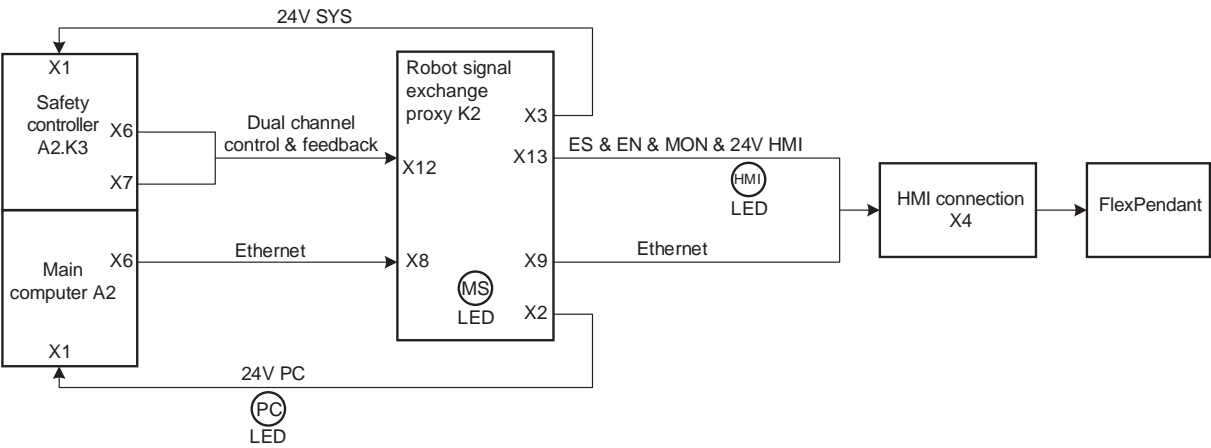 24V SYS
X1
Safety
controller
A2.K3
X6
X7
Dual channel
control & feedback
Robot signal
exchange
proxy K2
X3
X12
X13
ES & EN & MON & 24V HMI
HMI
LED
HMI connection
X4
FlexPendant
Main
computer A2
X6
Ethernet
X8
X9
Ethernet
MS
LED
X2
X1
24V PC
PC
LED